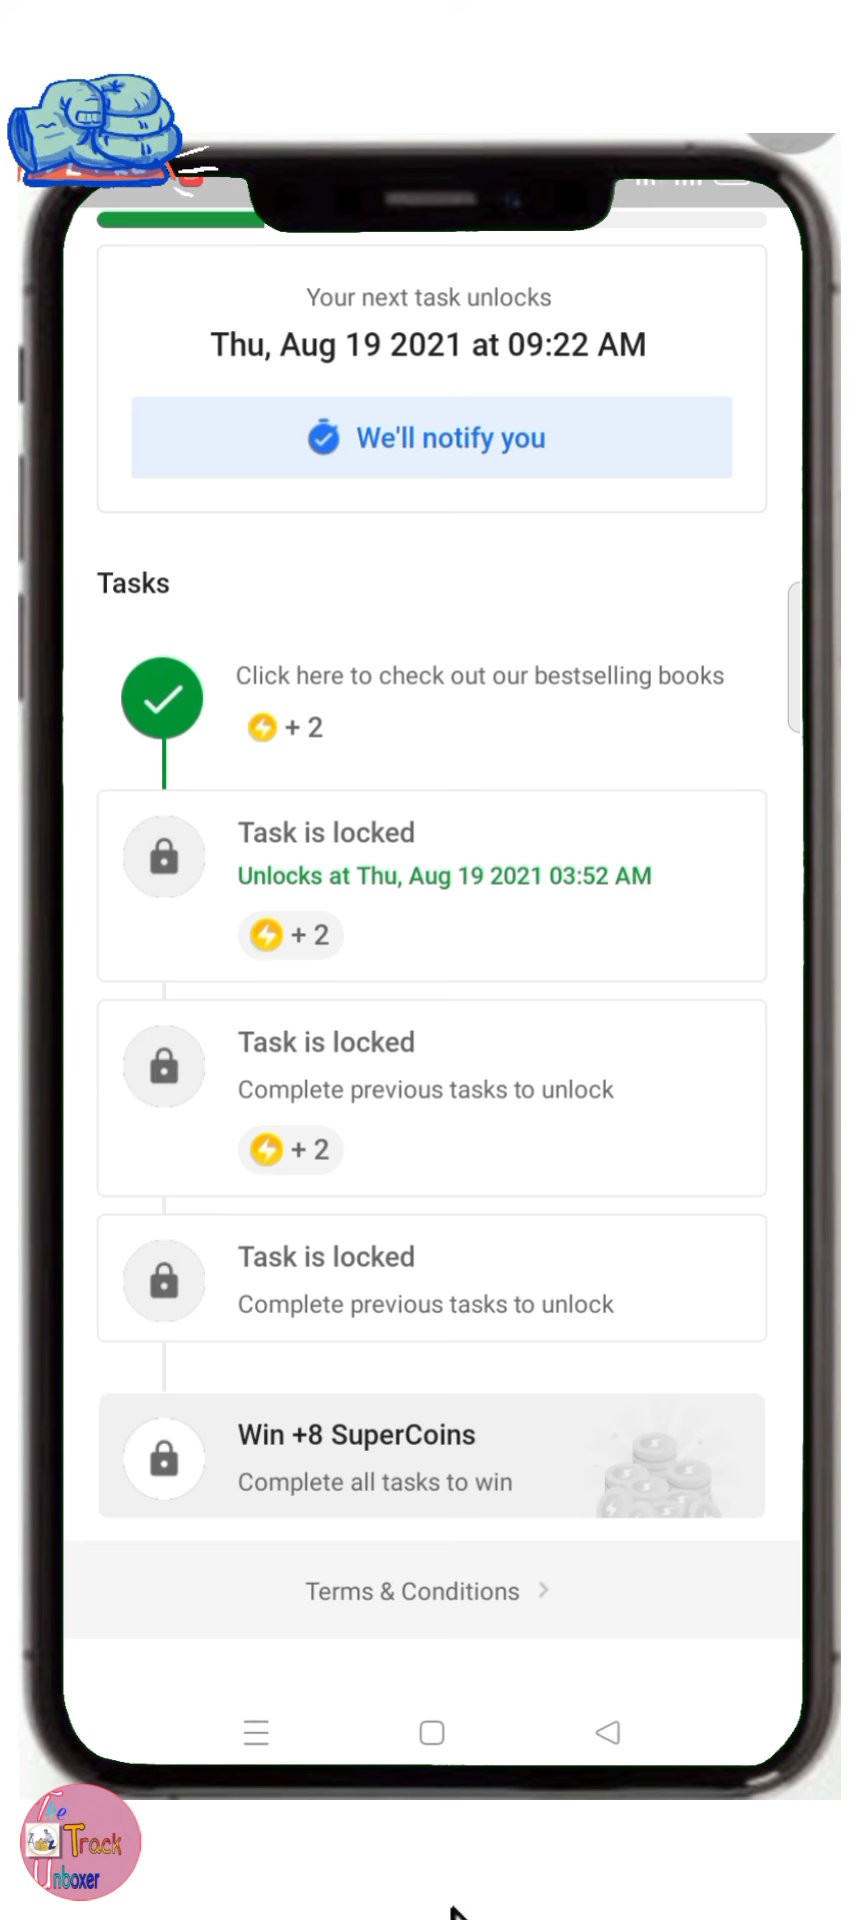 Your next task unlocks
Thu, Aug 19 2021 at 09:22 AM
We'll notify you
Tasks
Click here to check out our bestselling books
+ 2
Task is locked
Unlocks at Thu, Aug 19 2021 03:52 AM
+ 2
Task is locked
Complete previous tasks to unlock
+ 2
Task is locked
Complete previous tasks to unlock
Win +8 SuperCoins
Complete all tasks to win
Terms & Conditions
The
Track
Unboxer